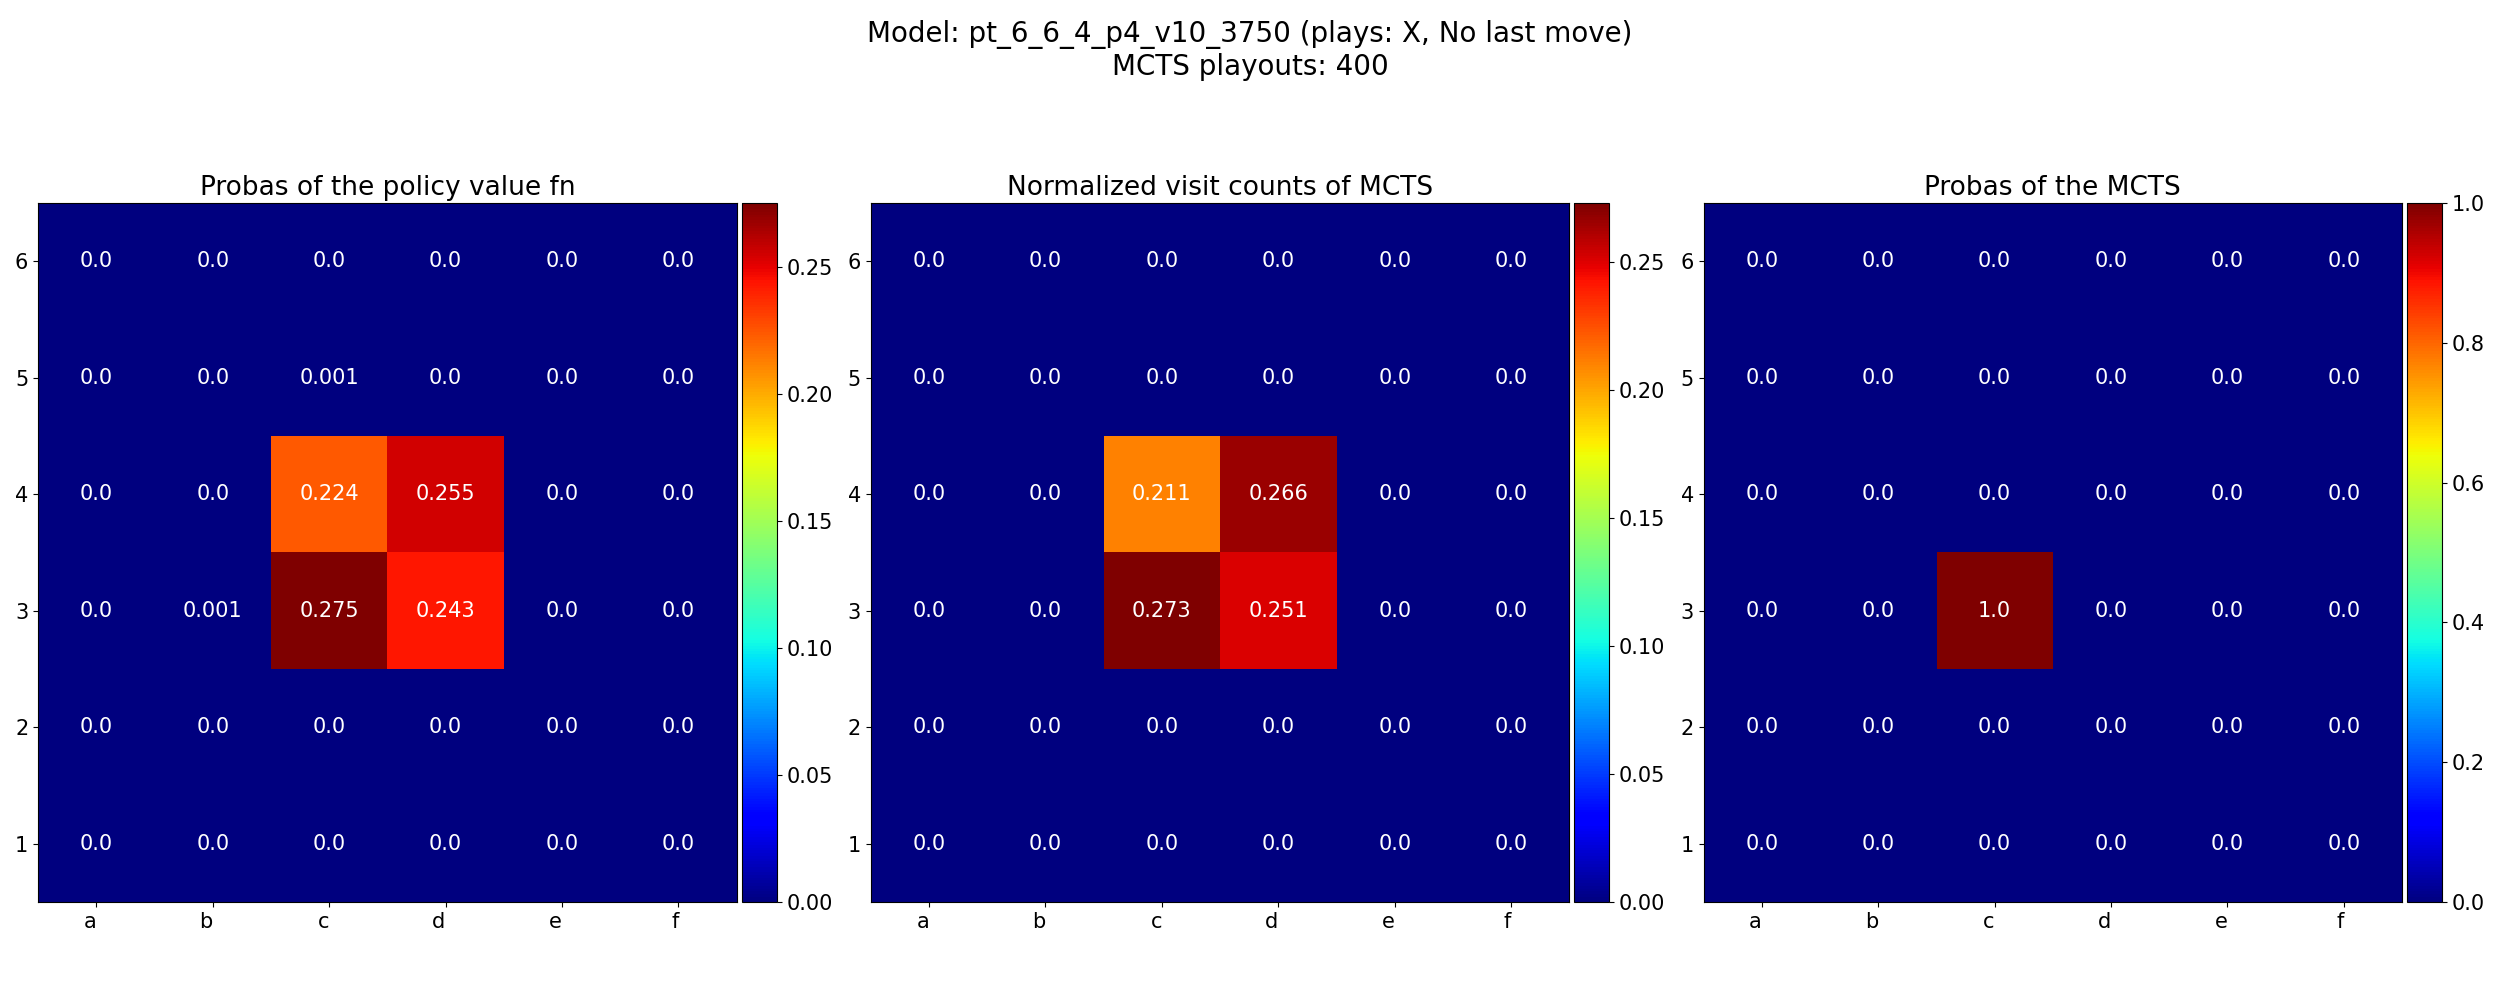 Model: pt_6_6_4_p4_v10_3750 (plays: X, No last move)
MCTS playouts: 400
Probas of the policy value fn
6 0.0 0.0 0.0 0.0 0.0 0.0
5 0.0 0.0 0.001 0.0 0.0 0.0
4 0.0 0.0 0.224 0.255 0.0 0.0
3 0.0 0.001 0.275 0.243 0.0 0.0
2 0.0 0.0 0.0 0.0 0.0 0.0
1 0.0 0.0 0.0 0.0 0.0 0.0
a b c d e f
0.25
0.20
0.15
0.10
0.05
0.00
Normalized visit counts of MCTS
6 0.0 0.0 0.0 0.0 0.0 0.0
5 0.0 0.0 0.0 0.0 0.0 0.0
4 0.0 0.0 0.211 0.266 0.0 0.0
3 0.0 0.0 0.273 0.251 0.0 0.0
2 0.0 0.0 0.0 0.0 0.0 0.0
1 0.0 0.0 0.0 0.0 0.0 0.0
a b c d e f
0.25
0.20
0.15
0.10
0.05
0.00
Probas of the MCTS
6 0.0 0.0 0.0 0.0 0.0 0.0
5 0.0 0.0 0.0 0.0 0.0 0.0
4 0.0 0.0 0.0 0.0 0.0 0.0
3 0.0 0.0 1.0 0.0 0.0 0.0
2 0.0 0.0 0.0 0.0 0.0 0.0
1 0.0 0.0 0.0 0.0 0.0 0.0
a b c d e f
1.0
0.8
0.6
0.4
0.2
0.0